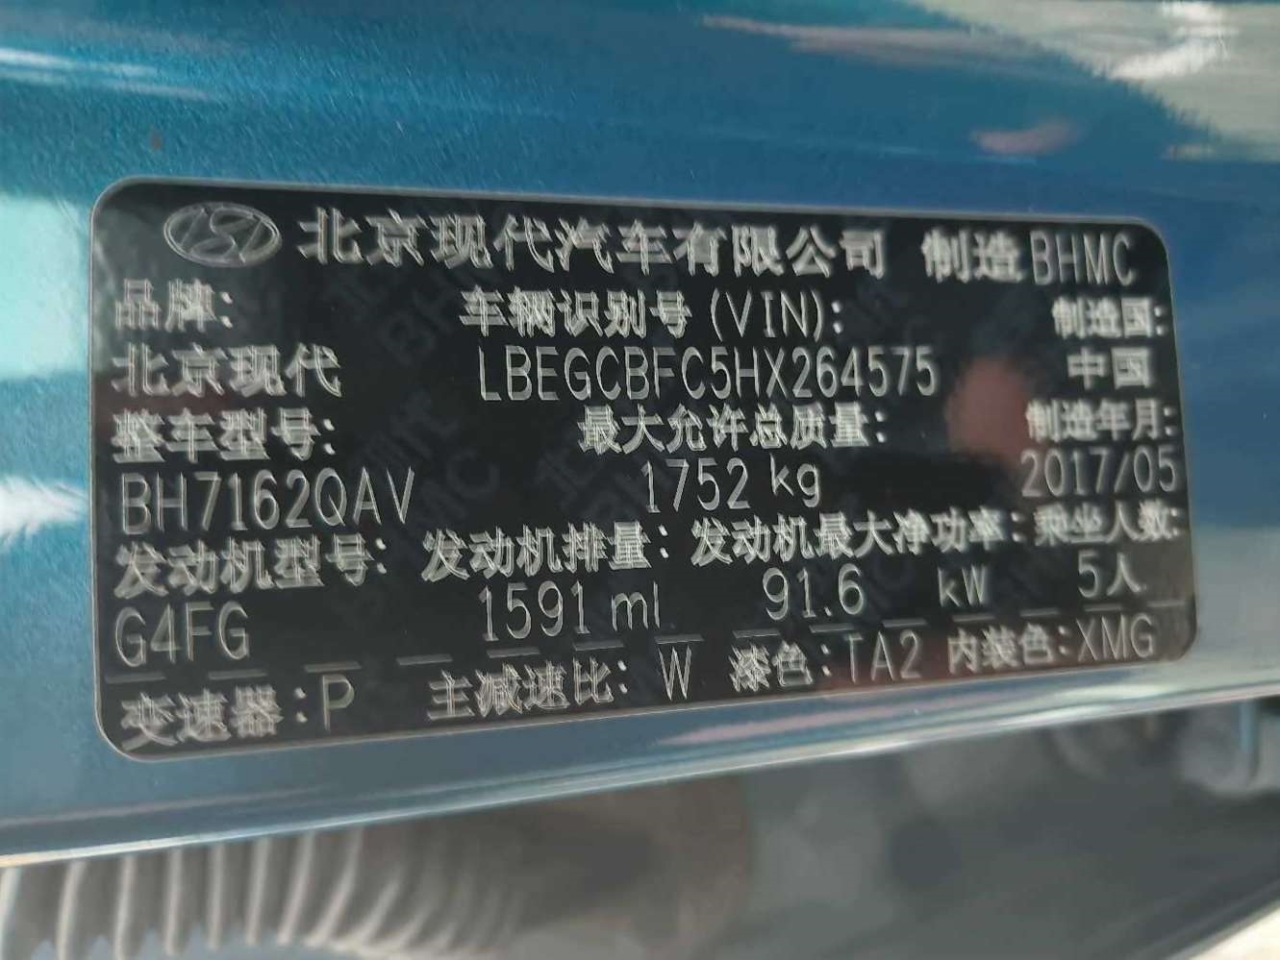 北京现代汽车有限公司 制造 BHMC
品牌: 车辆识别号 (VIN): 制造国:
北京现代 LBEGCBFC5HX264575 中国
整车型号: 最大允许总质量: 制造年月:
BH7162QAV 1752 kg 2017/05
发动机型号: 发动机排量: 发动机最大净功率: 乘坐人数:
G4FG 1591 ml 91.6 kW 5人
变速器: P 主减速比: W 漆色: TA2 内装色: XMG